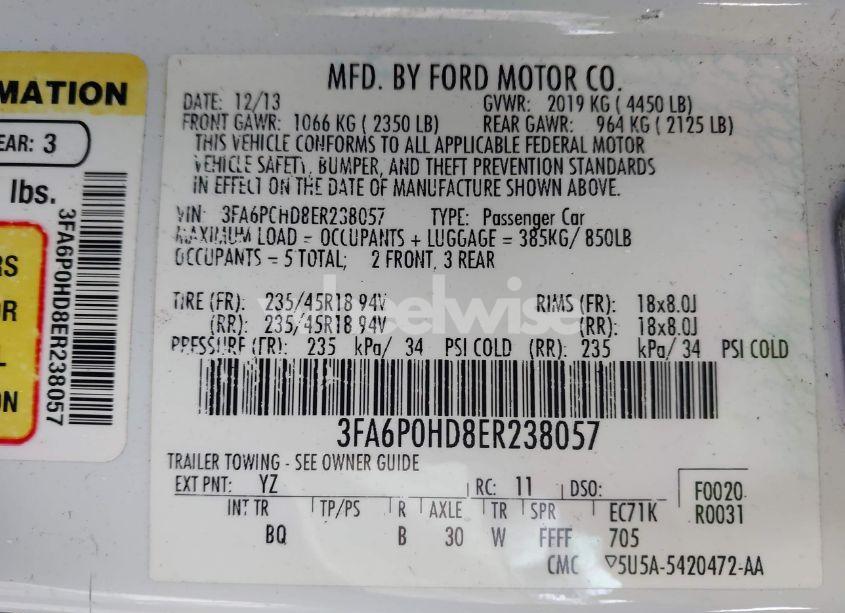 MATION
EAR: 3
lbs.
3FA6P0HD8ER238057
RS
OR
L
ON
MFD. BY FORD MOTOR CO.
DATE: 12/13 GVWR: 2019 KG ( 4450 LB)
FRONT GAWR: 1066 KG ( 2350 LB) REAR GAWR: 964 KG ( 2125 LB)
THIS VEHICLE CONFORMS TO ALL APPLICABLE FEDERAL MOTOR
VEHICLE SAFETY, BUMPER, AND THEFT PREVENTION STANDARDS
IN EFFECT ON THE DATE OF MANUFACTURE SHOWN ABOVE.
VIN: 3FA6PCHD8ER238057 TYPE: Passenger Car
MAXIMUM LOAD = OCCUPANTS + LUGGAGE = 385KG/ 850LB
OCCUPANTS = 5 TOTAL; 2 FRONT, 3 REAR
TIRE (FR): 235/45R18 94V RIMS (FR): 18x8.0J
(RR): 235/45R18 94V (RR): 18x8.0J
wheelwise
PRESSURE (FR): 235 kPa/ 34 PSI COLD (RR): 235 kPa/ 34 PSI COLD
3FA6P0HD8ER238057
TRAILER TOWING - SEE OWNER GUIDE
EXT PNT: YZ RC: 11 DSO: F0020
INT TR TP/PS R AXLE TR SPR EC71K R0031
BQ B 30 W FFFF 705
CMC ▽5U5A-5420472-AA